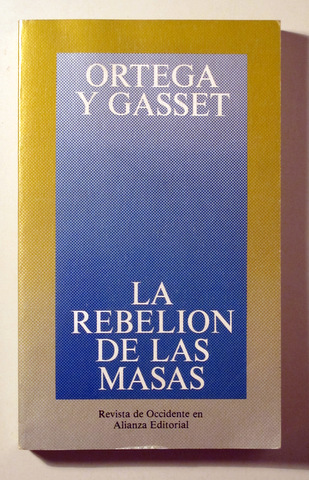 ORTEGA
Y GASSET
LA
REBELION
DE LAS
MASAS
Revista de Occidente en
Alianza Editorial